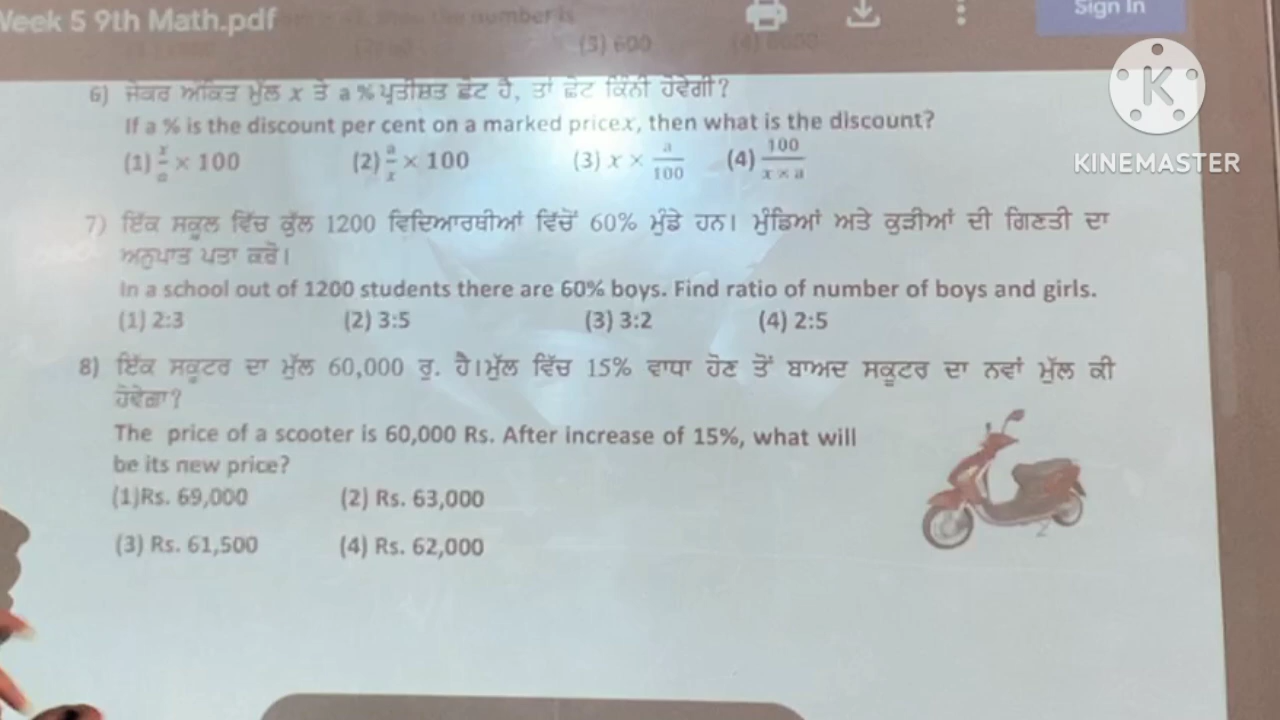 Week 5 9th Math.pdf
the number is
Sign In
(3) 600
6) ਜੇਕਰ ਅੰਕਿਤ ਮੁੱਲ x ਤੇ a % ਪ੍ਰਤੀਸ਼ਤ ਛੋਟ ਹੈ, ਤਾਂ ਛੋਟ ਕਿੰਨੀ ਹੋਵੇਗੀ?
If a % is the discount per cent on a marked pricex, then what is the discount?
(1) x/a × 100 (2) a/x × 100 (3) x × a/100 (4) 100/x × a
7) ਇੱਕ ਸਕੂਲ ਵਿੱਚ ਕੁੱਲ 1200 ਵਿਦਿਆਰਥੀਆਂ ਵਿੱਚੋਂ 60% ਮੁੰਡੇ ਹਨ। ਮੁੰਡਿਆਂ ਅਤੇ ਕੁੜੀਆਂ ਦੀ ਗਿਣਤੀ ਦਾ
ਅਨੁਪਾਤ ਪਤਾ ਕਰੋ।
In a school out of 1200 students there are 60% boys. Find ratio of number of boys and girls.
(1) 2:3 (2) 3:5 (3) 3:2 (4) 2:5
8) ਇੱਕ ਸਕੂਟਰ ਦਾ ਮੁੱਲ 60,000 ਰੁ. ਹੈ।ਮੁੱਲ ਵਿੱਚ 15% ਵਾਧਾ ਹੋਣ ਤੋਂ ਬਾਅਦ ਸਕੂਟਰ ਦਾ ਨਵਾਂ ਮੁੱਲ ਕੀ
ਹੋਵੇਗਾ?
The price of a scooter is 60,000 Rs. After increase of 15%, what will
be its new price?
(1)Rs. 69,000 (2) Rs. 63,000
(3) Rs. 61,500 (4) Rs. 62,000
K
KINEMASTER